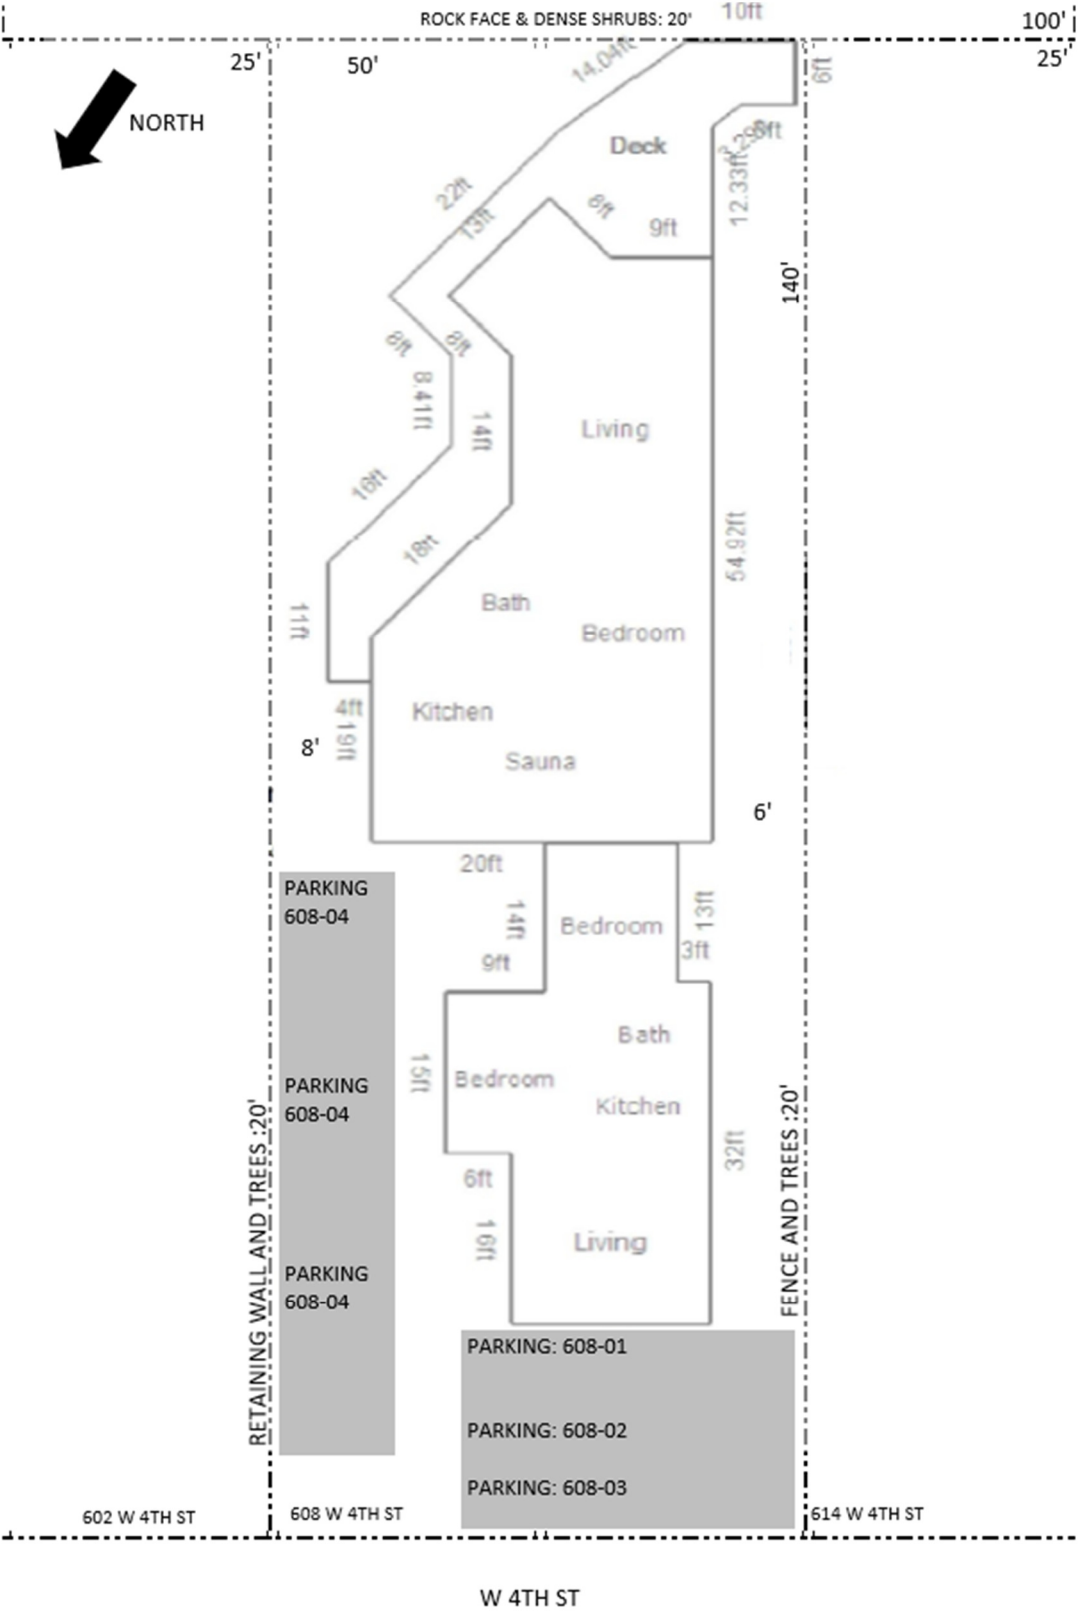 10ft
ROCK FACE & DENSE SHRUBS: 20'
100'
25'
50'
14.04ft
6ft
25'
NORTH
Deck
3.29ft
12.33ft
22ft
13ft
8ft
9ft
140'
8ft
8ft
8.41ft
14ft
Living
16ft
18ft
54.92ft
11ft
Bath
Bedroom
4ft
Kitchen
19ft
8'
Sauna
6'
20ft
PARKING
608-04
14ft
Bedroom
13ft
3ft
9ft
Bath
15ft
Bedroom
Kitchen
PARKING
608-04
32ft
6ft
16ft
Living
RETAINING WALL AND TREES :20'
FENCE AND TREES :20'
PARKING
608-04
PARKING: 608-01
PARKING: 608-02
PARKING: 608-03
602 W 4TH ST
608 W 4TH ST
614 W 4TH ST
W 4TH ST